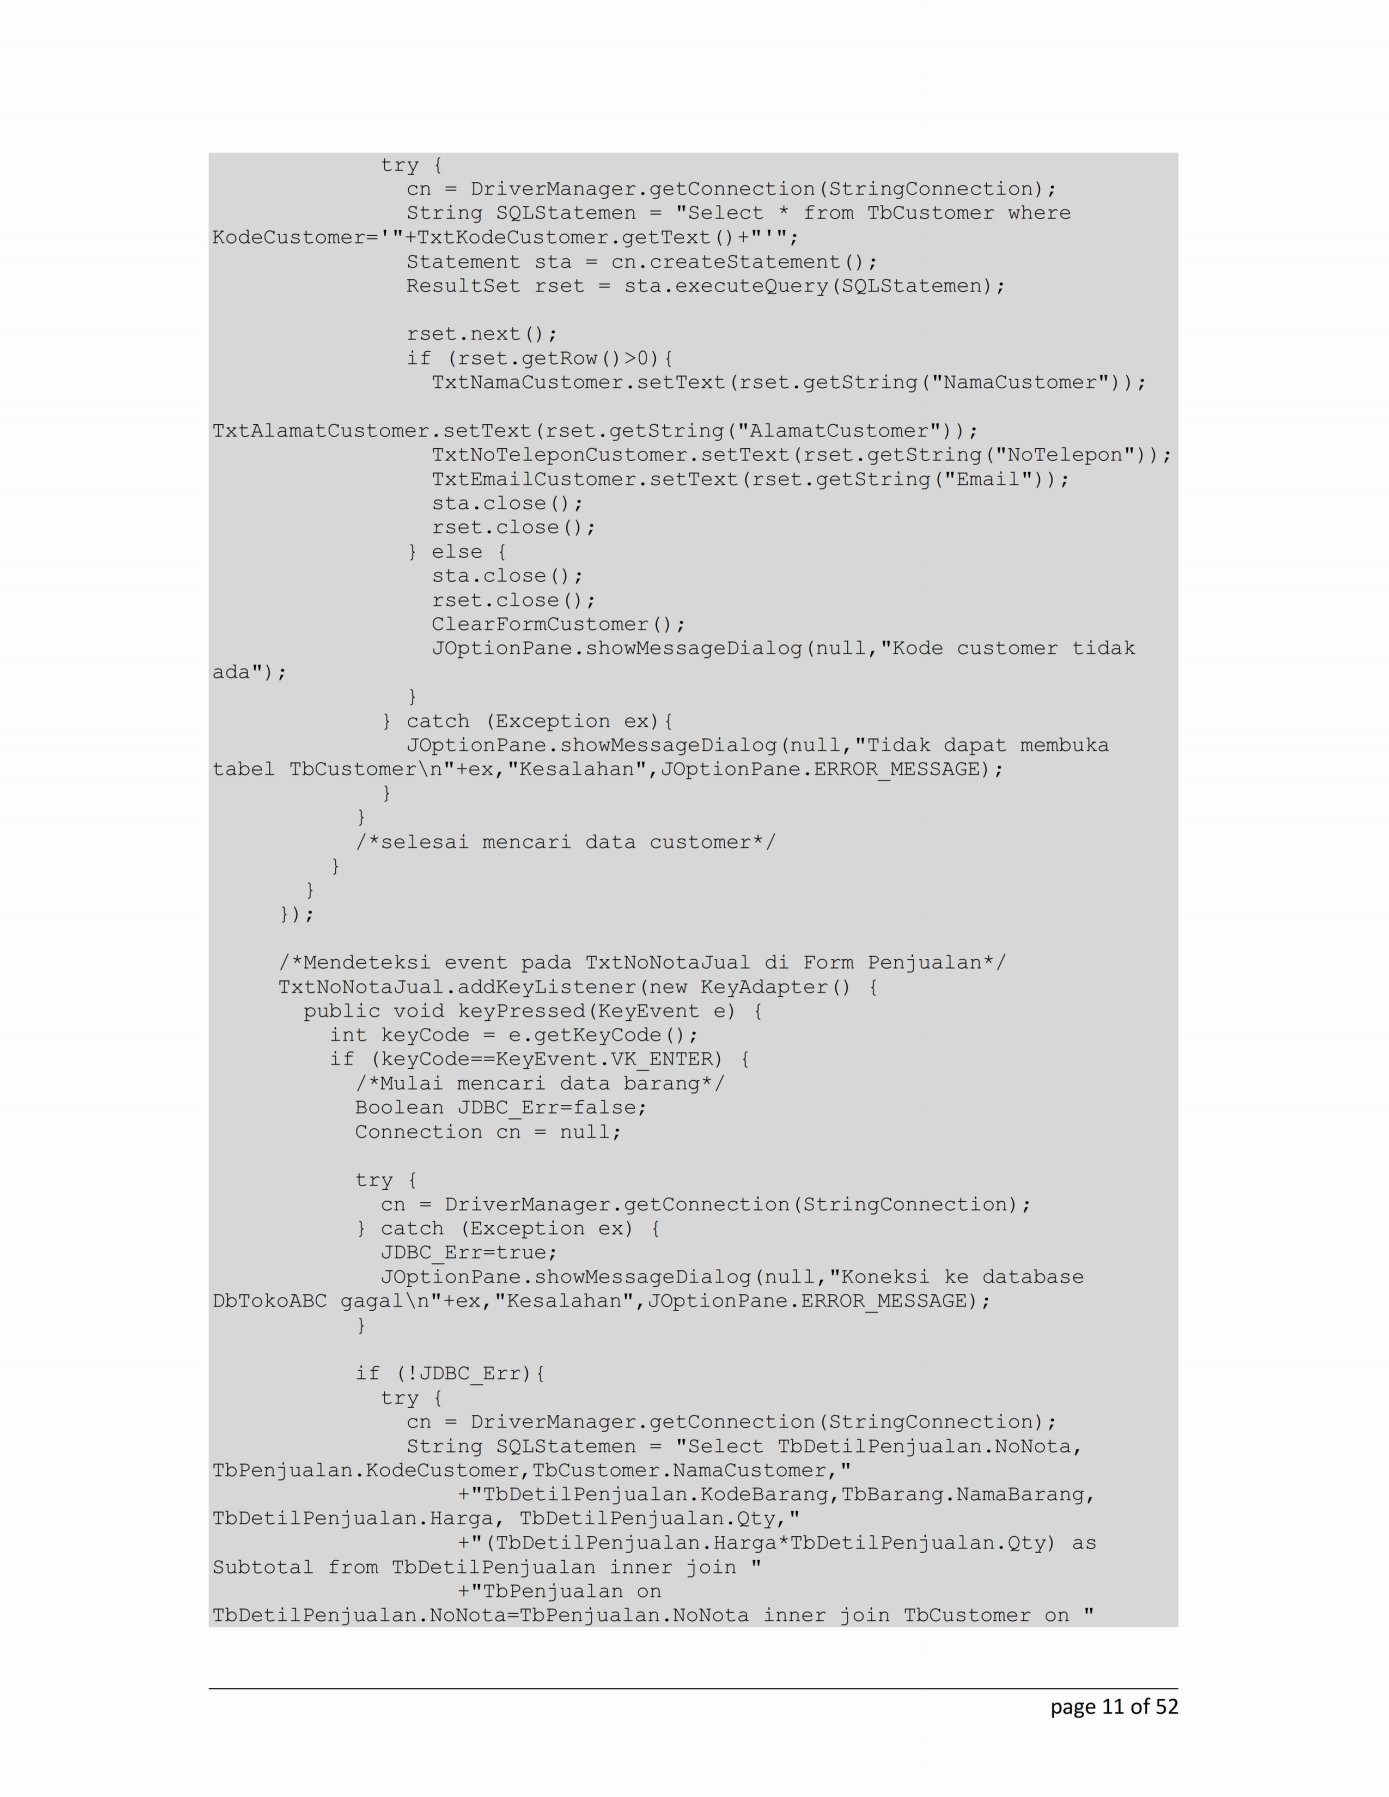 try {
cn = DriverManager.getConnection(StringConnection);
String SQLStatemen = "Select * from TbCustomer where
KodeCustomer='"+TxtKodeCustomer.getText()+"'";
Statement sta = cn.createStatement();
ResultSet rset = sta.executeQuery(SQLStatemen);
rset.next();
if (rset.getRow()>0){
TxtNamaCustomer.setText(rset.getString("NamaCustomer"));
TxtAlamatCustomer.setText(rset.getString("AlamatCustomer"));
TxtNoTeleponCustomer.setText(rset.getString("NoTelepon"));
TxtEmailCustomer.setText(rset.getString("Email"));
sta.close();
rset.close();
} else {
sta.close();
rset.close();
ClearFormCustomer();
JOptionPane.showMessageDialog(null,"Kode customer tidak
ada");
}
} catch (Exception ex){
JOptionPane.showMessageDialog(null,"Tidak dapat membuka
tabel TbCustomer\n"+ex,"Kesalahan",JOptionPane.ERROR_MESSAGE);
}
}
/*selesai mencari data customer*/
}
}
});
/*Mendeteksi event pada TxtNoNotaJual di Form Penjualan*/
TxtNoNotaJual.addKeyListener(new KeyAdapter() {
public void keyPressed(KeyEvent e) {
int keyCode = e.getKeyCode();
if (keyCode==KeyEvent.VK_ENTER) {
/*Mulai mencari data barang*/
Boolean JDBC_Err=false;
Connection cn = null;
try {
cn = DriverManager.getConnection(StringConnection);
} catch (Exception ex) {
JDBC_Err=true;
JOptionPane.showMessageDialog(null,"Koneksi ke database
DbTokoABC gagal\n"+ex,"Kesalahan",JOptionPane.ERROR_MESSAGE);
}
if (!JDBC_Err){
try {
cn = DriverManager.getConnection(StringConnection);
String SQLStatemen = "Select TbDetilPenjualan.NoNota,
TbPenjualan.KodeCustomer,TbCustomer.NamaCustomer,"
+"TbDetilPenjualan.KodeBarang,TbBarang.NamaBarang,
TbDetilPenjualan.Harga, TbDetilPenjualan.Qty,"
+"(TbDetilPenjualan.Harga*TbDetilPenjualan.Qty) as
Subtotal from TbDetilPenjualan inner join "
+"TbPenjualan on
TbDetilPenjualan.NoNota=TbPenjualan.NoNota inner join TbCustomer on "
page 11 of 52